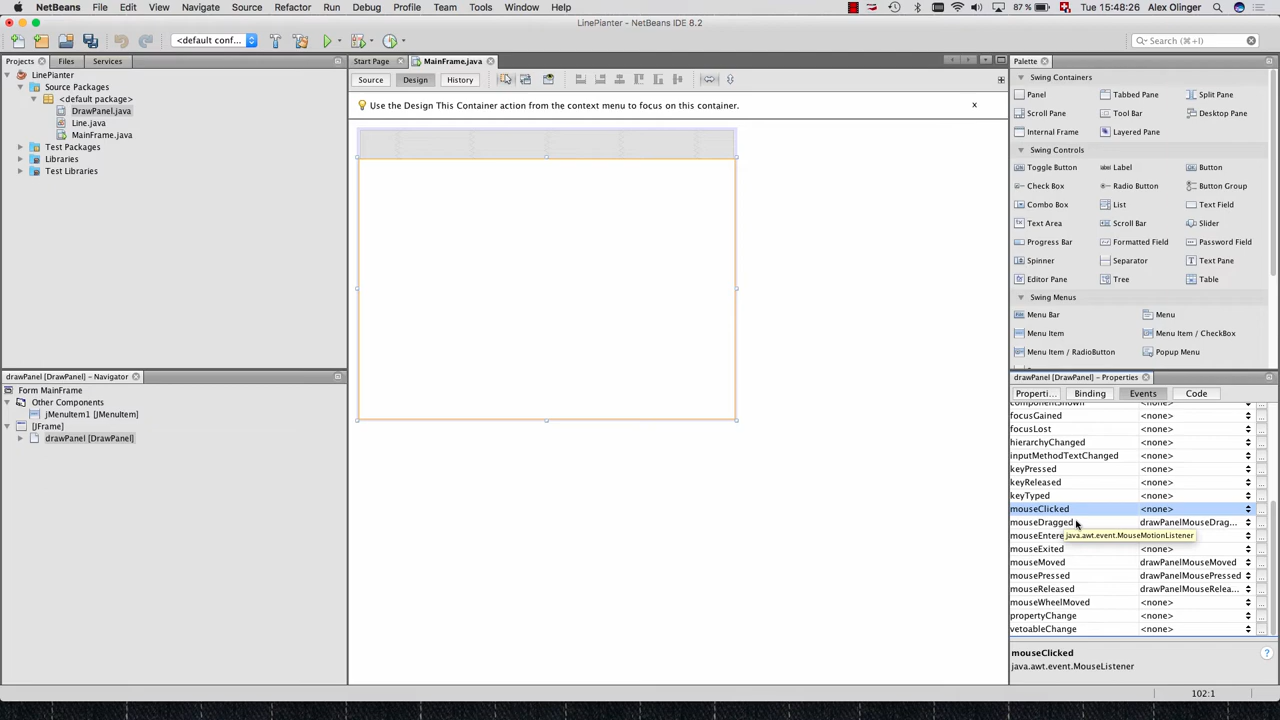 NetBeans File Edit View Navigate Source Refactor Run Debug Profile Team Tools Window Help 87 % Tue 15:48:26 Alex Olinger
LinePlanter - NetBeans IDE 8.2
<default conf... Search (⌘+I)
Projects Files Services
Start Page MainFrame.java
Palette
LinePlanter
Source Packages
<default package>
DrawPanel.java
Line.java
MainFrame.java
Test Packages
Libraries
Test Libraries
Source Design History
Use the Design This Container action from the context menu to focus on this container. x
Swing Containers
Panel Tabbed Pane Split Pane
Scroll Pane Tool Bar Desktop Pane
Internal Frame Layered Pane
Swing Controls
Toggle Button Label Button
Check Box Radio Button Button Group
Combo Box List Text Field
Text Area Scroll Bar Slider
Progress Bar Formatted Field Password Field
Spinner Separator Text Pane
Editor Pane Tree Table
Swing Menus
Menu Bar Menu
Menu Item Menu Item / CheckBox
Menu Item / RadioButton Popup Menu
drawPanel [DrawPanel] - Navigator
Form MainFrame
Other Components
jMenuItem1 [JMenuItem]
[JFrame]
drawPanel [DrawPanel]
drawPanel [DrawPanel] - Properties
Properti... Binding Events Code
componentShown <none>
focusGained <none>
focusLost <none>
hierarchyChanged <none>
inputMethodTextChanged <none>
keyPressed <none>
keyReleased <none>
keyTyped <none>
mouseClicked <none>
mouseDragged drawPanelMouseDrag...
mouseEntere
java.awt.event.MouseMotionListener
mouseExited <none>
mouseMoved drawPanelMouseMoved
mousePressed drawPanelMousePressed
mouseReleased drawPanelMouseRelea...
mouseWheelMoved <none>
propertyChange <none>
vetoableChange <none>
mouseClicked
java.awt.event.MouseListener
102:1